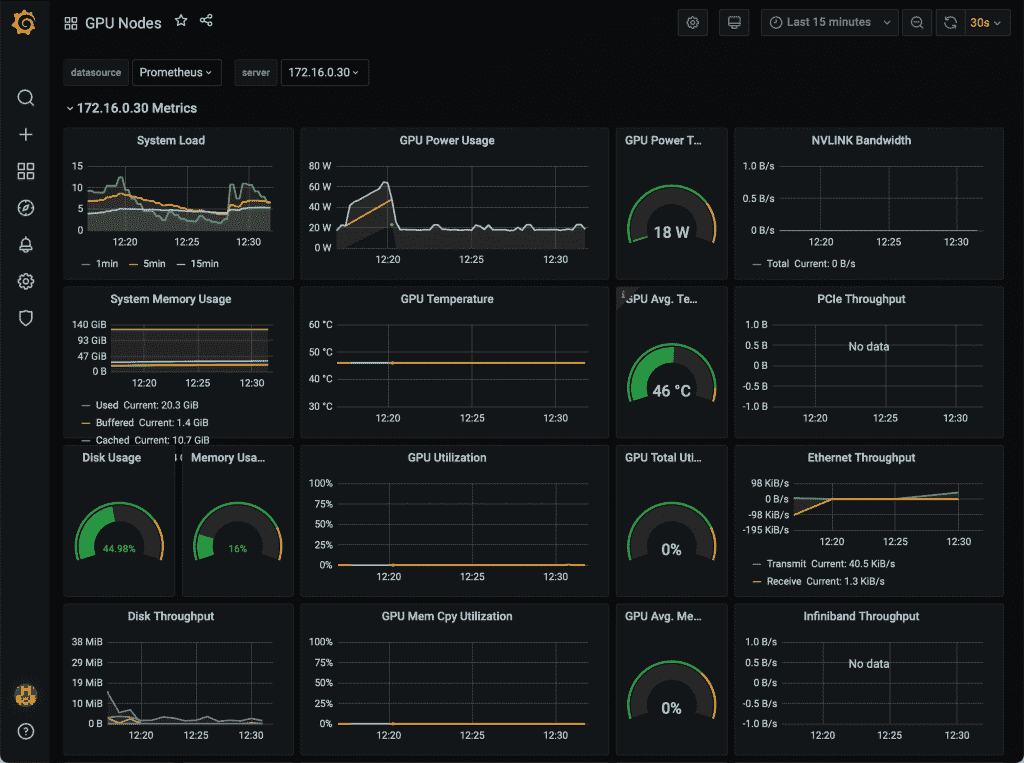 GPU Nodes
Last 15 minutes
30s
datasource Prometheus server 172.16.0.30
172.16.0.30 Metrics
System Load
15
10
5
0
12:20 12:25 12:30
1min 5min 15min
GPU Power Usage
80 W
60 W
40 W
20 W
0 W
12:20 12:25 12:30
GPU Power T...
18 W
NVLINK Bandwidth
1.0 B/s
0.5 B/s
0 B/s
12:20 12:25 12:30
Total Current: 0 B/s
System Memory Usage
140 GiB
93 GiB
47 GiB
0 B
12:20 12:25 12:30
Used Current: 20.3 GiB
Buffered Current: 1.4 GiB
Cached Current: 10.7 GiB
GPU Temperature
60 °C
50 °C
40 °C
30 °C
12:20 12:25 12:30
GPU Avg. Te...
46 °C
PCIe Throughput
1.0 B
0.5 B
0 B
-0.5 B
-1.0 B
No data
12:20 12:25 12:30
Disk Usage
44.98%
Memory Usa...
16%
GPU Utilization
100%
75%
50%
25%
0%
12:20 12:25 12:30
GPU Total Uti...
0%
Ethernet Throughput
98 KiB/s
0 B/s
-98 KiB/s
-195 KiB/s
12:20 12:25 12:30
Transmit Current: 40.5 KiB/s
Receive Current: 1.3 KiB/s
Disk Throughput
38 MiB
29 MiB
19 MiB
10 MiB
0 B
12:20 12:25 12:30
GPU Mem Cpy Utilization
100%
75%
50%
25%
0%
12:20 12:25 12:30
GPU Avg. Me...
0%
Infiniband Throughput
1.0 B/s
0.5 B/s
0 B/s
-0.5 B/s
-1.0 B/s
No data
12:20 12:25 12:30